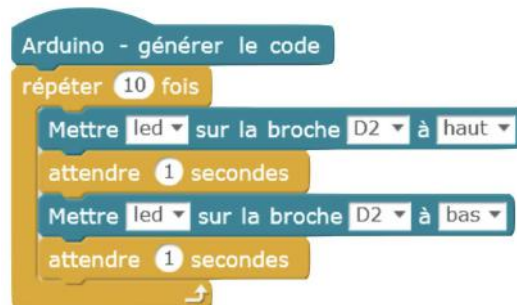 Arduino - générer le code
répéter 10 fois
Mettre led sur la broche D2 à haut
attendre 1 secondes
Mettre led sur la broche D2 à bas
attendre 1 secondes